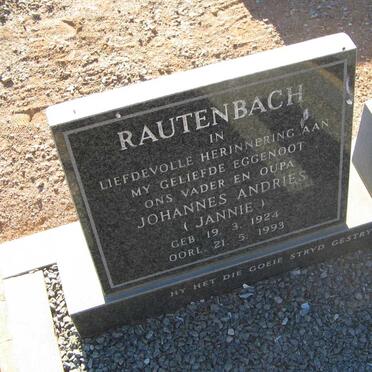 RAUTENBACH
IN
LIEFDEVOLLE HERINNERING AAN
MY GELIEFDE EGGENOOT
ONS VADER EN OUPA
JOHANNES ANDRIES
( JANNIE )
GEB. 19. 3. 1924
OORL. 21. 5. 1993
HY HET DIE GOEIE STRYD GESTRY